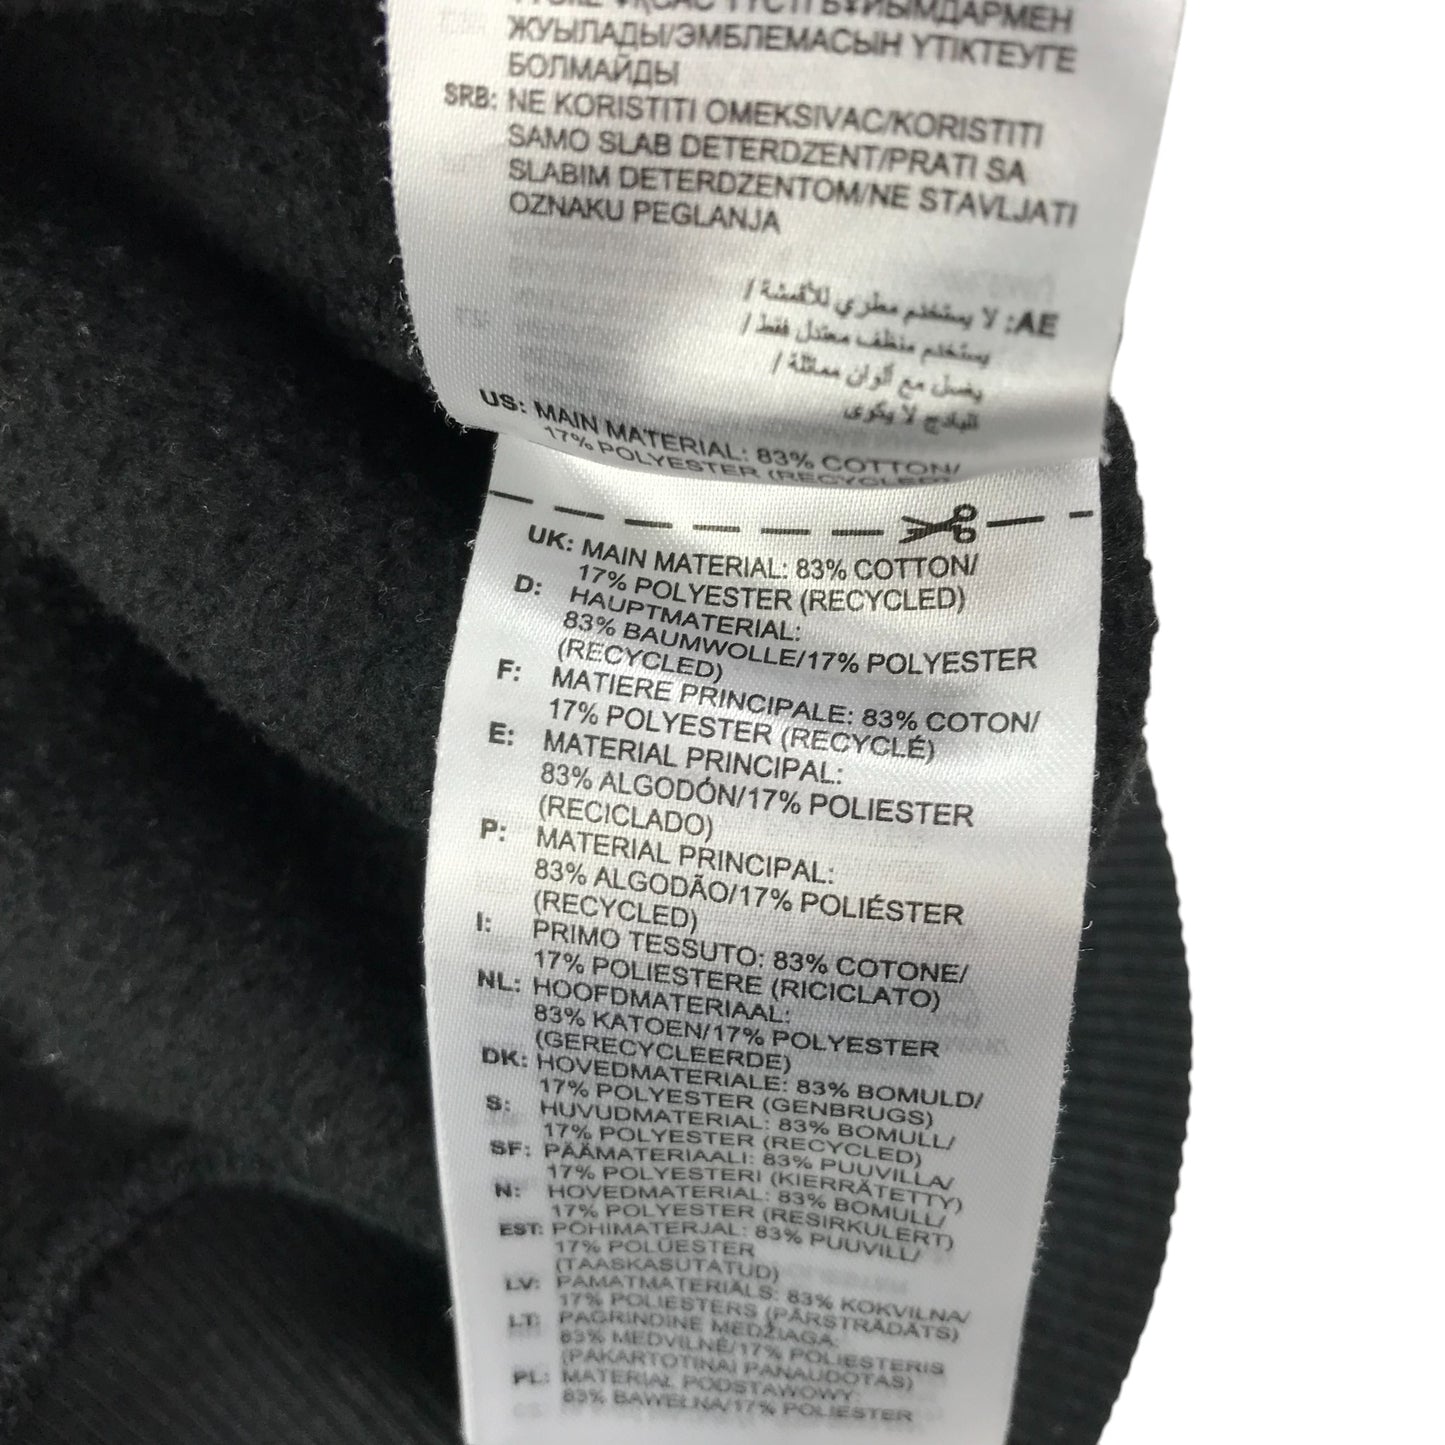 ЖУЫЛАДЫ/ЭМБЛЕМАСЫН ҮТІКТЕУГЕ
БОЛМАЙДЫ
SRB: NE KORISTITI OMEKSIVAC/KORISTITI
SAMO SLAB DETERDZENT/PRATI SA
SLABIM DETERDZENTOM/NE STAVLJATI
OZNAKU PEGLANJA
AE: لا يستخدم مطري للأقمشة /
يستخدم منظف معتدل فقط /
يغسل مع ألوان مماثلة /
البادج لا يكوى
US: MAIN MATERIAL: 83% COTTON/
17% POLYESTER (RECYCLED)
UK: MAIN MATERIAL: 83% COTTON/
17% POLYESTER (RECYCLED)
D: HAUPTMATERIAL:
83% BAUMWOLLE/17% POLYESTER
(RECYCLED)
F: MATIERE PRINCIPALE: 83% COTON/
17% POLYESTER (RECYCLÉ)
E: MATERIAL PRINCIPAL:
83% ALGODÓN/17% POLIESTER
(RECICLADO)
P: MATERIAL PRINCIPAL:
83% ALGODÃO/17% POLIÉSTER
(RECYCLED)
I: PRIMO TESSUTO: 83% COTONE/
17% POLIESTERE (RICICLATO)
NL: HOOFDMATERIAAL:
83% KATOEN/17% POLYESTER
(GERECYCLEERDE)
DK: HOVEDMATERIALE: 83% BOMULD/
17% POLYESTER (GENBRUGS)
S: HUVUDMATERIAL: 83% BOMULL/
17% POLYESTER (RECYCLED)
SF: PÄÄMATERIAALI: 83% PUUVILLA/
17% POLYESTERI (KIERRÄTETTY)
N: HOVEDMATERIAL: 83% BOMULL/
17% POLYESTER (RESIRKULERT)
EST: PÕHIMATERJAL: 83% PUUVILL/
17% POLÜESTER
(TAASKASUTATUD)
LV: PAMATMATERIĀLS: 83% KOKVILNA/
17% POLIESTERS (PĀRSTRĀDĀTS)
LT: PAGRINDINĖ MEDŽIAGA:
83% MEDVILNĖ/17% POLIESTERIS
(PAKARTOTINAI PANAUDOTAS)
PL: MATERIAŁ PODSTAWOWY:
83% BAWEŁNA/17% POLIESTER